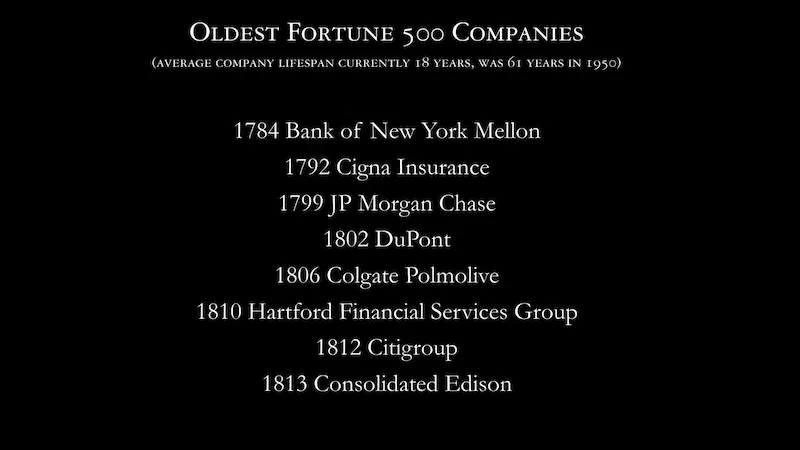 Oldest Fortune 500 Companies
(average company lifespan currently 18 years, was 61 years in 1950)
1784 Bank of New York Mellon
1792 Cigna Insurance
1799 JP Morgan Chase
1802 DuPont
1806 Colgate Polmolive
1810 Hartford Financial Services Group
1812 Citigroup
1813 Consolidated Edison